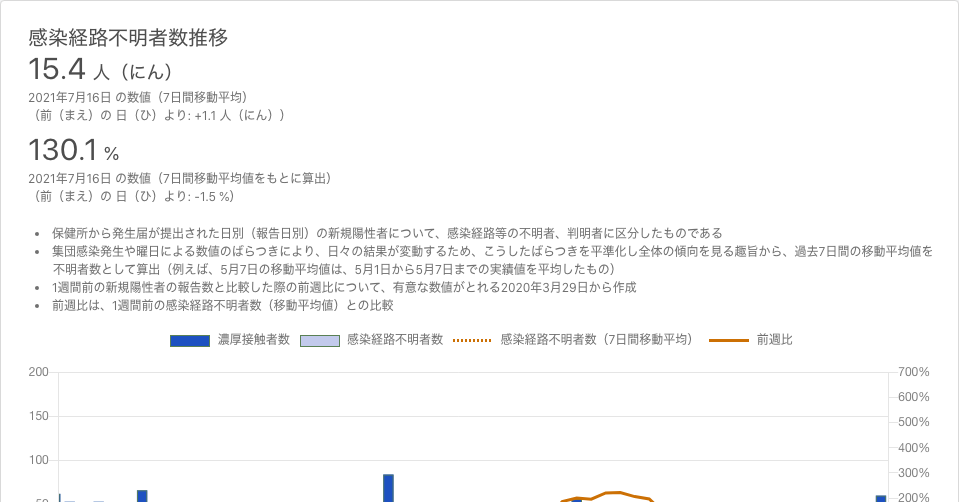 感染経路不明者数推移
15.4 人（にん）
2021年7月16日 の数値（7日間移動平均）
（前（まえ）の 日（ひ）より: +1.1 人（にん））
130.1 %
2021年7月16日 の数値（7日間移動平均値をもとに算出）
（前（まえ）の 日（ひ）より: -1.5 %）
• 保健所から発生届が提出された日別（報告日別）の新規陽性者について、感染経路等の不明者、判明者に区分したものである
• 集団感染発生や曜日による数値のばらつきにより、日々の結果が変動するため、こうしたばらつきを平準化し全体の傾向を見る趣旨から、過去7日間の移動平均値を
不明者数として算出（例えば、5月7日の移動平均値は、5月1日から5月7日までの実績値を平均したもの）
• 1週間前の新規陽性者の報告数と比較した際の前週比について、有意な数値がとれる2020年3月29日から作成
• 前週比は、1週間前の感染経路不明者数（移動平均値）との比較
濃厚接触者数 感染経路不明者数 感染経路不明者数（7日間移動平均） 前週比
200 700%
600%
150 500%
400%
100 300%
50 200%